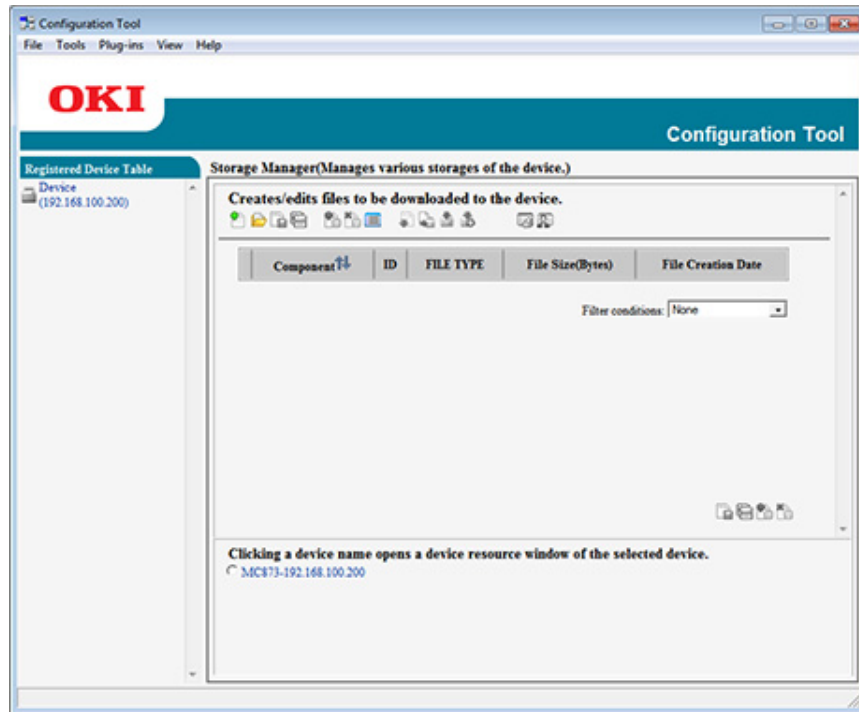 Configuration Tool
File Tools Plug-ins View Help
OKI
Configuration Tool
Registered Device Table
Device
(192.168.100.200)
Storage Manager(Manages various storages of the device.)
Creates/edits files to be downloaded to the device.
Component ID FILE TYPE File Size(Bytes) File Creation Date
Filter conditions: None
Clicking a device name opens a device resource window of the selected device.
MC873-192.168.100.200